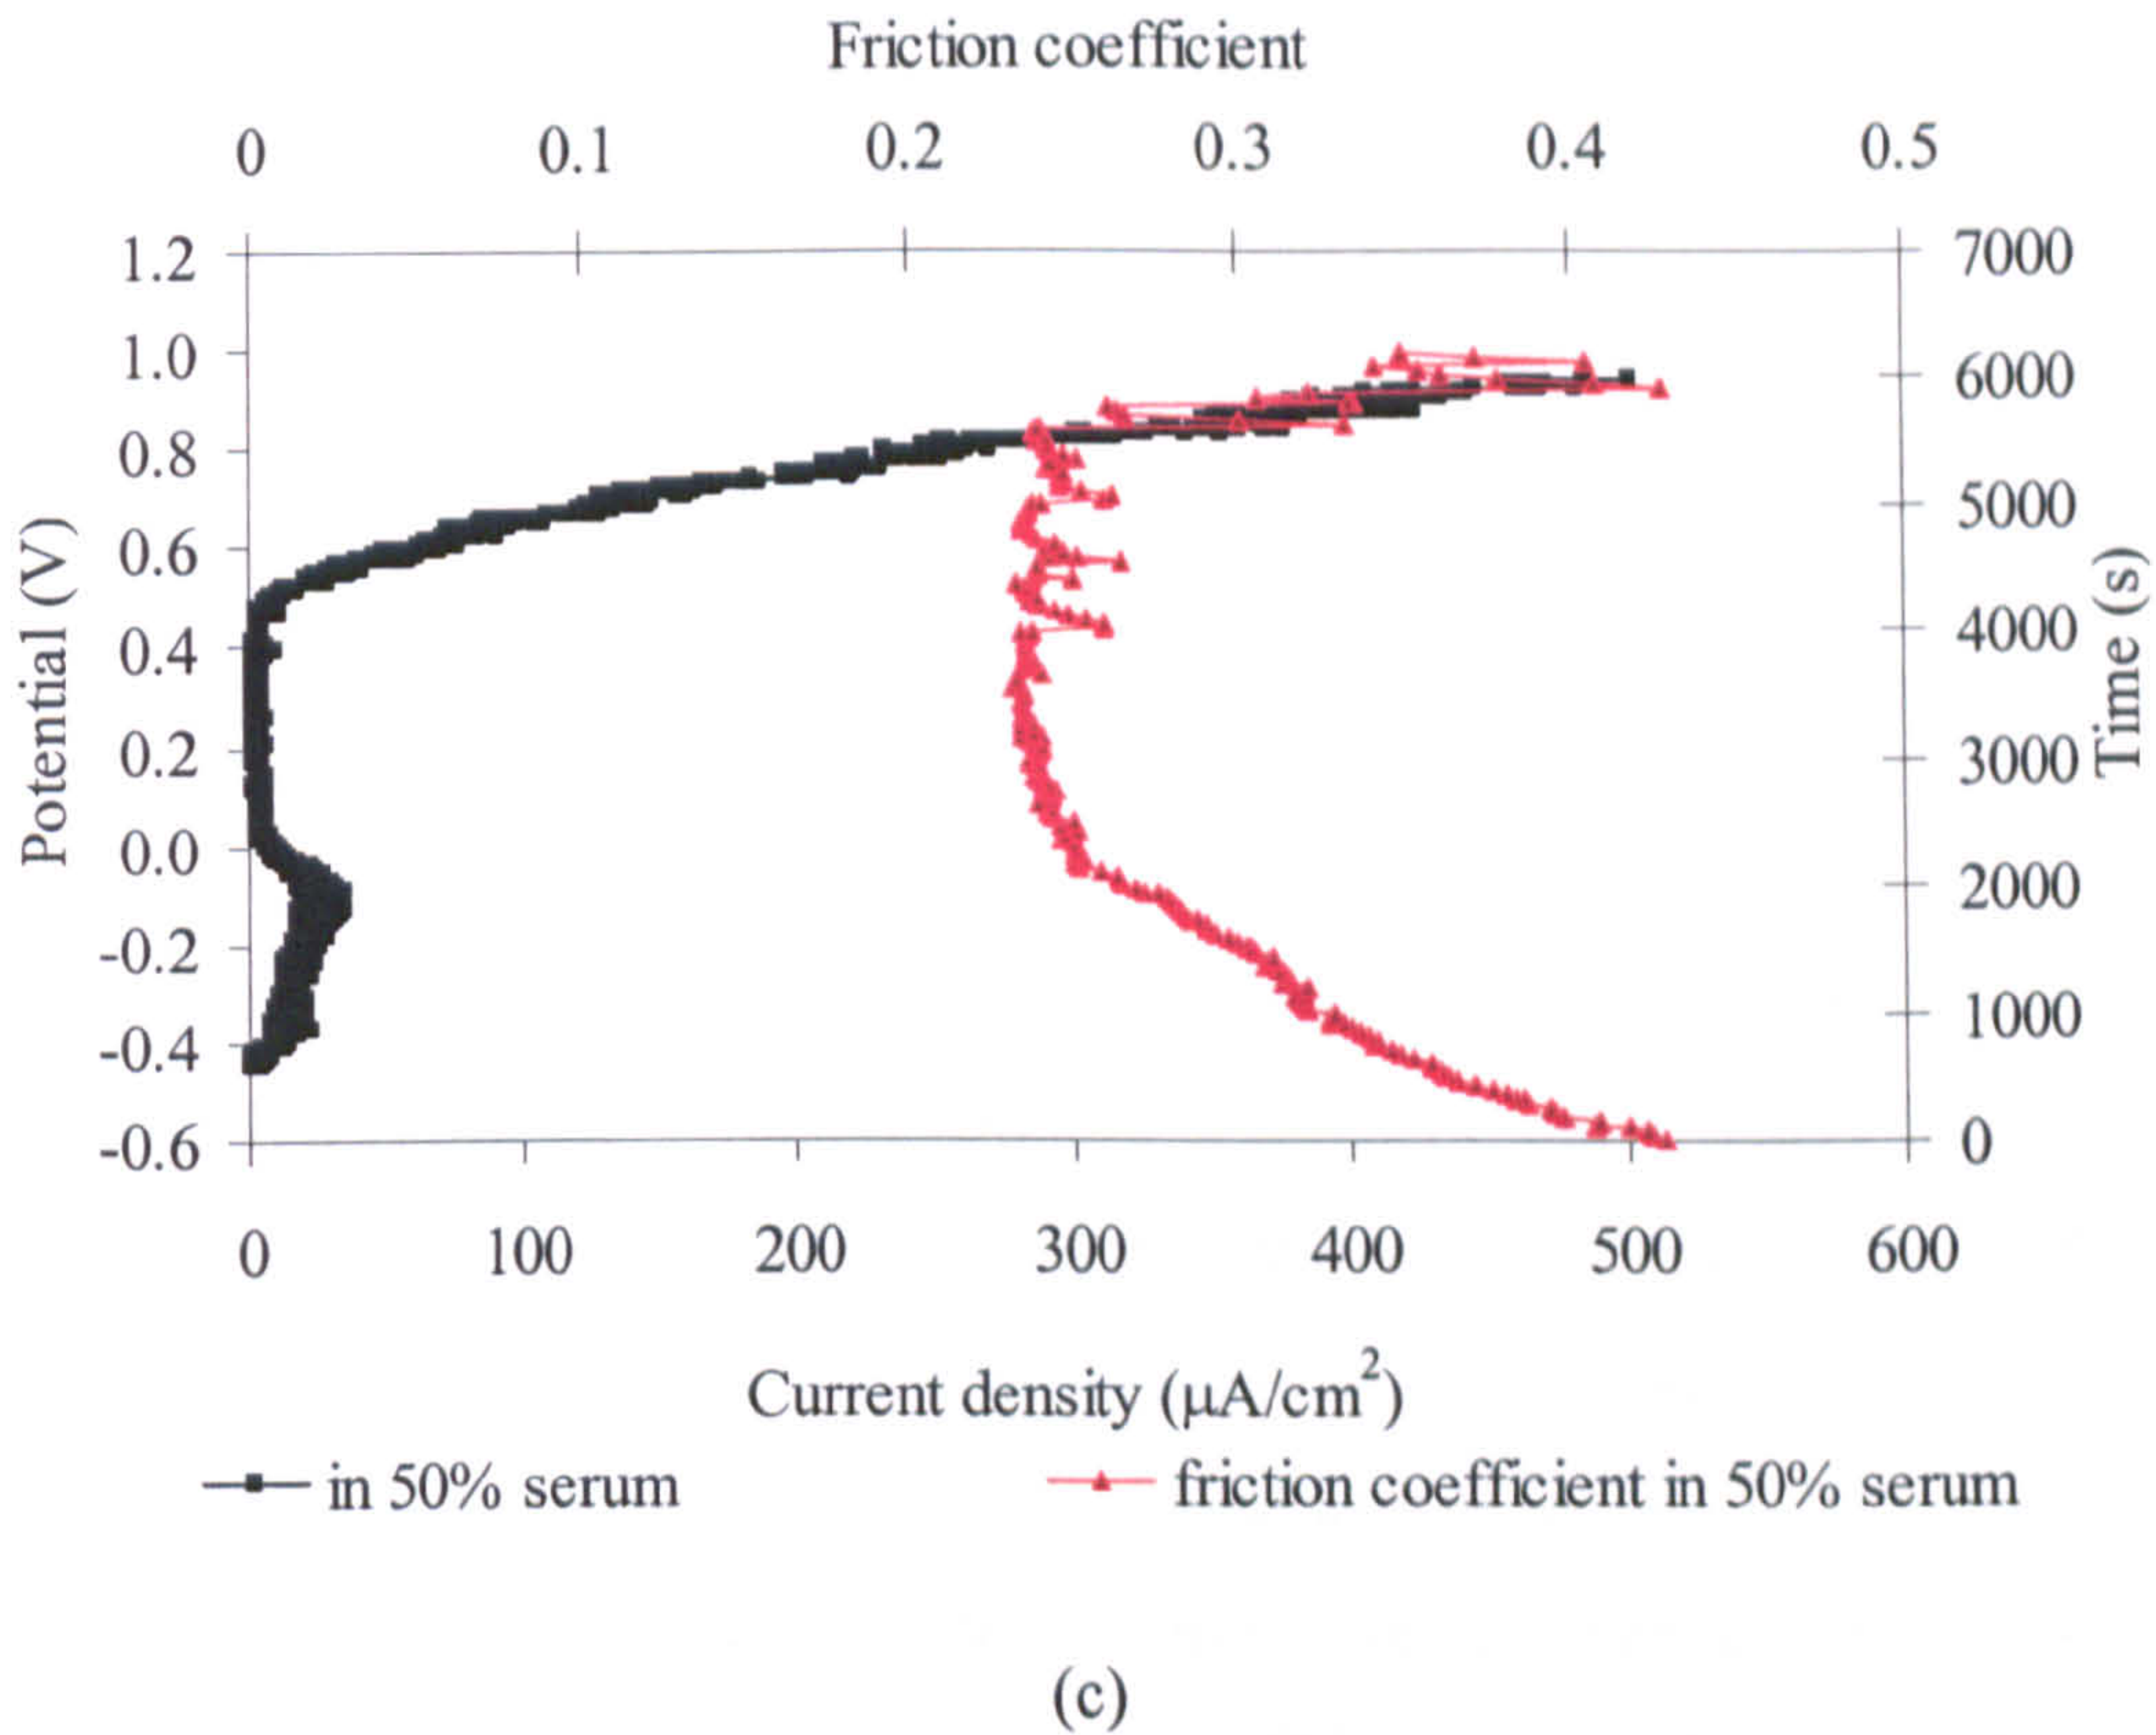 Friction coefficient
0 0.1 0.2 0.3 0.4 0.5
1.2 7000
1.0 6000
0.8 5000
0.6 4000
0.4 3000
0.2 2000
0.0 1000
-0.2 0
-0.4
-0.6
Potential (V)
Time (s)
0 100 200 300 400 500 600
Current density (μA/cm²)
in 50% serum friction coefficient in 50% serum
(c)